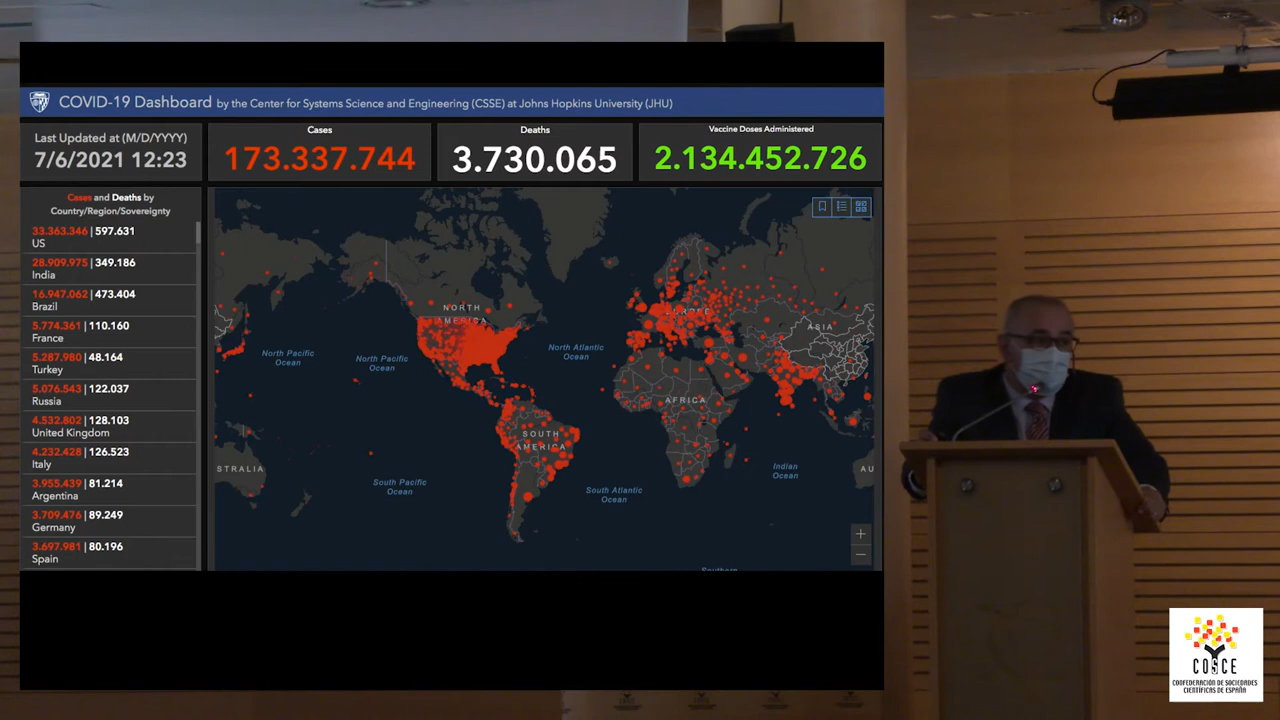 COVID-19 Dashboard by the Center for Systems Science and Engineering (CSSE) at Johns Hopkins University (JHU)
Last Updated at (M/D/YYYY)
7/6/2021 12:23
Cases
173.337.744
Deaths
3.730.065
Vaccine Doses Administered
2.134.452.726
Cases and Deaths by
Country/Region/Sovereignty
33.363.346 | 597.631
US
28.909.975 | 349.186
India
16.947.062 | 473.404
Brazil
5.774.361 | 110.160
France
5.287.980 | 48.164
Turkey
5.076.543 | 122.037
Russia
4.532.802 | 128.103
United Kingdom
4.232.428 | 126.523
Italy
3.955.439 | 81.214
Argentina
3.709.476 | 89.249
Germany
3.697.981 | 80.196
Spain
NORTH
AMERICA
EUROPE
ASIA
North Pacific
Ocean
North Pacific
Ocean
North Atlantic
Ocean
AFRICA
SOUTH
AMERICA
STRALIA
Indian
Ocean
AU
South Pacific
Ocean
South Atlantic
Ocean
Southern
+
−
COSCE
CONFEDERACIÓN DE SOCIEDADES
CIENTÍFICAS DE ESPAÑA